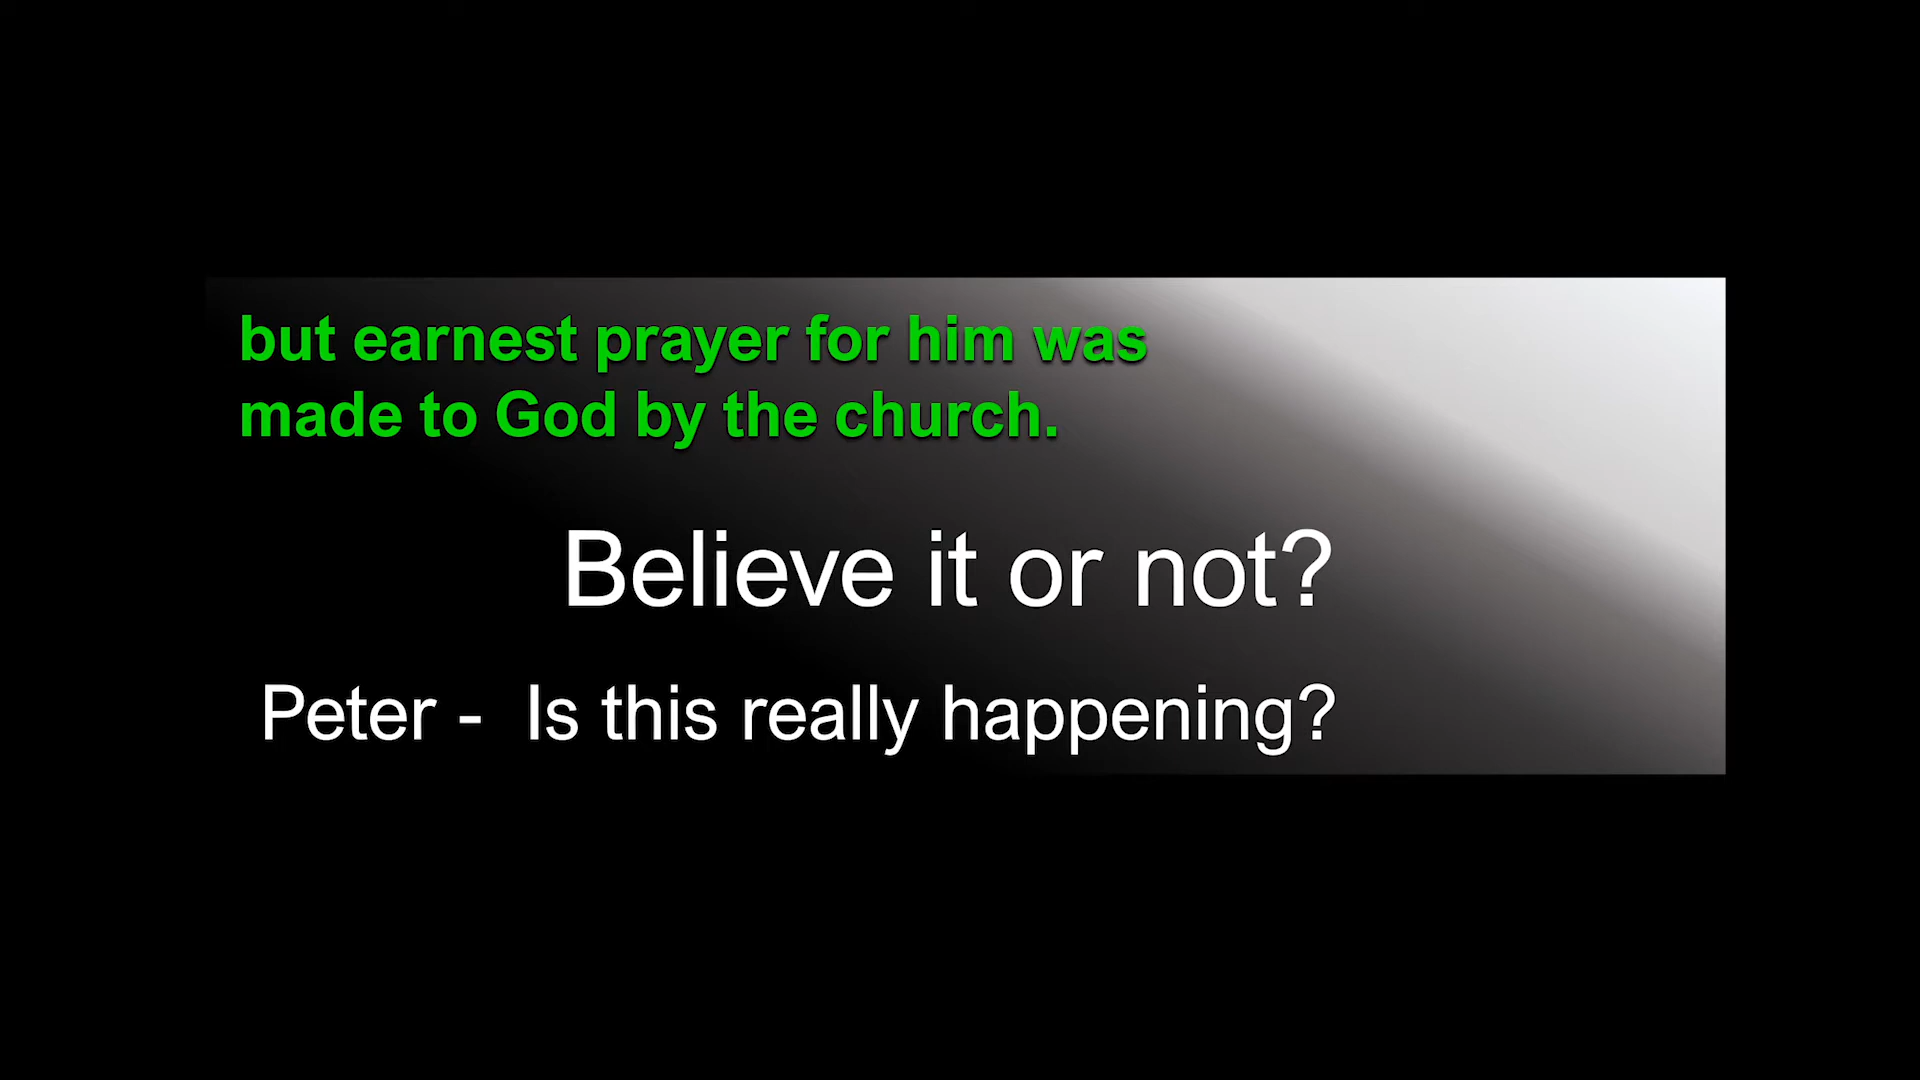 but earnest prayer for him was
made to God by the church.
Believe it or not?
Peter -  Is this really happening?